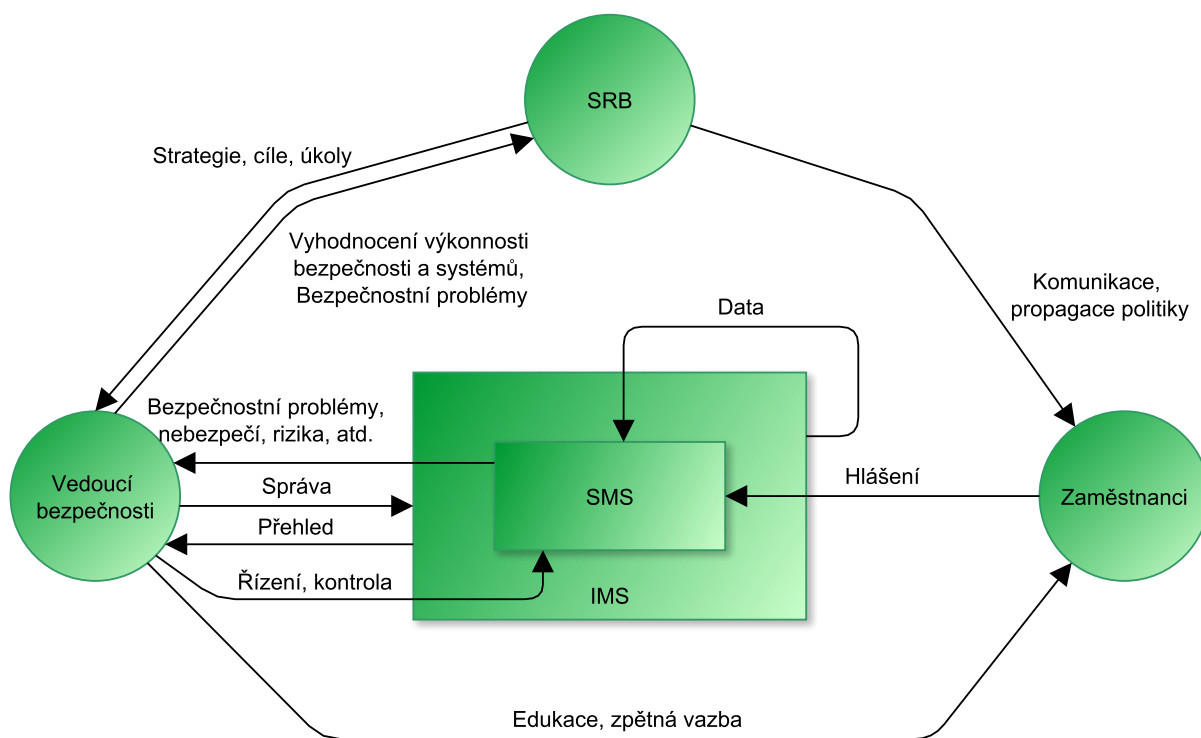 SRB
Strategie, cíle, úkoly
Vyhodnocení výkonnosti
bezpečnosti a systémů,
Bezpečnostní problémy
Komunikace,
propagace politiky
Data
Bezpečnostní problémy,
nebezpečí, rizika, atd.
Vedoucí
bezpečnosti
Správa
Přehled
Řízení, kontrola
SMS
IMS
Hlášení
Zaměstnanci
Edukace, zpětná vazba